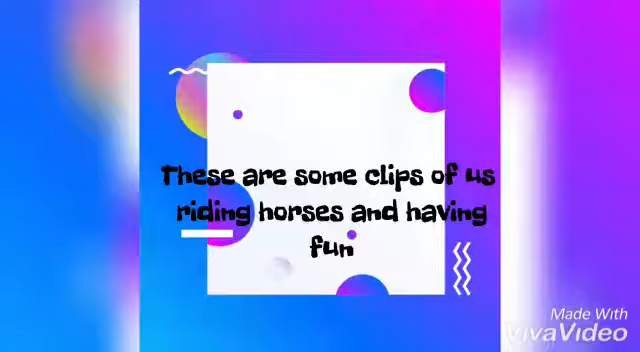 These are some clips of us
riding horses and having
fun
Made With
VivaVideo